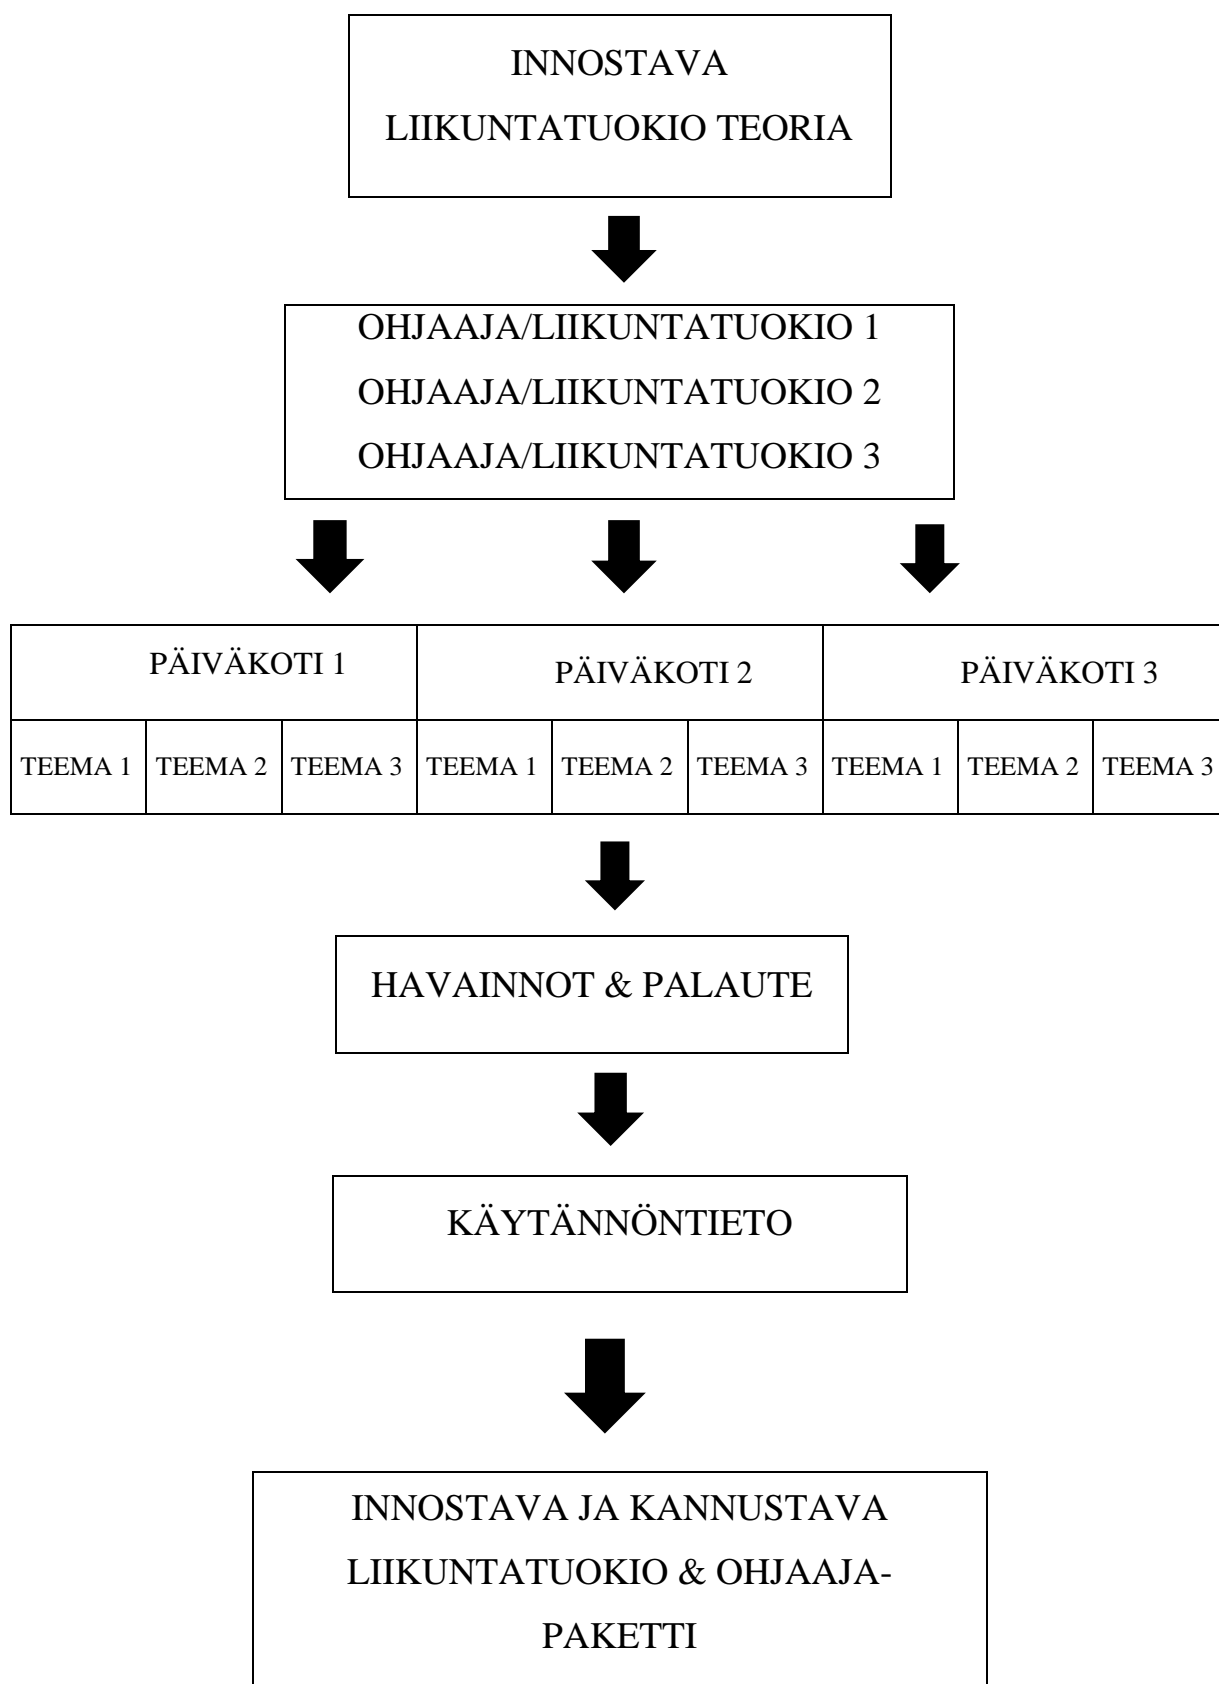 INNOSTAVA
LIIKUNTATUOKIO TEORIA
OHJAAJA/LIIKUNTATUOKIO 1
OHJAAJA/LIIKUNTATUOKIO 2
OHJAAJA/LIIKUNTATUOKIO 3
PÄIVÄKOTI 1 PÄIVÄKOTI 2 PÄIVÄKOTI 3
TEEMA 1 TEEMA 2 TEEMA 3 TEEMA 1 TEEMA 2 TEEMA 3 TEEMA 1 TEEMA 2 TEEMA 3
HAVAINNOT & PALAUTE
KÄYTÄNNÖNTIETO
INNOSTAVA JA KANNUSTAVA
LIIKUNTATUOKIO & OHJAAJA-
PAKETTI